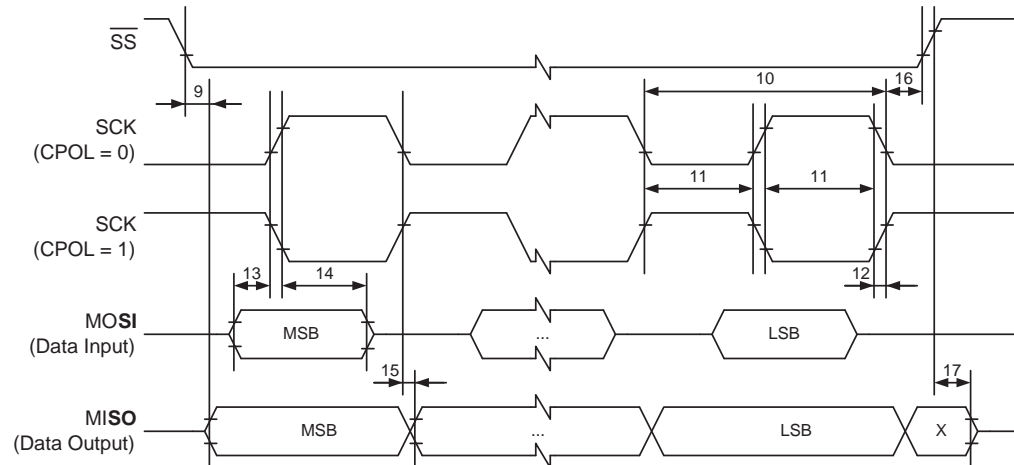 SS
10
16
9
SCK
(CPOL = 0)
11
11
SCK
(CPOL = 1)
13
14
12
MOSI
(Data Input)
MSB
...
LSB
15
17
MISO
(Data Output)
MSB
...
LSB
X